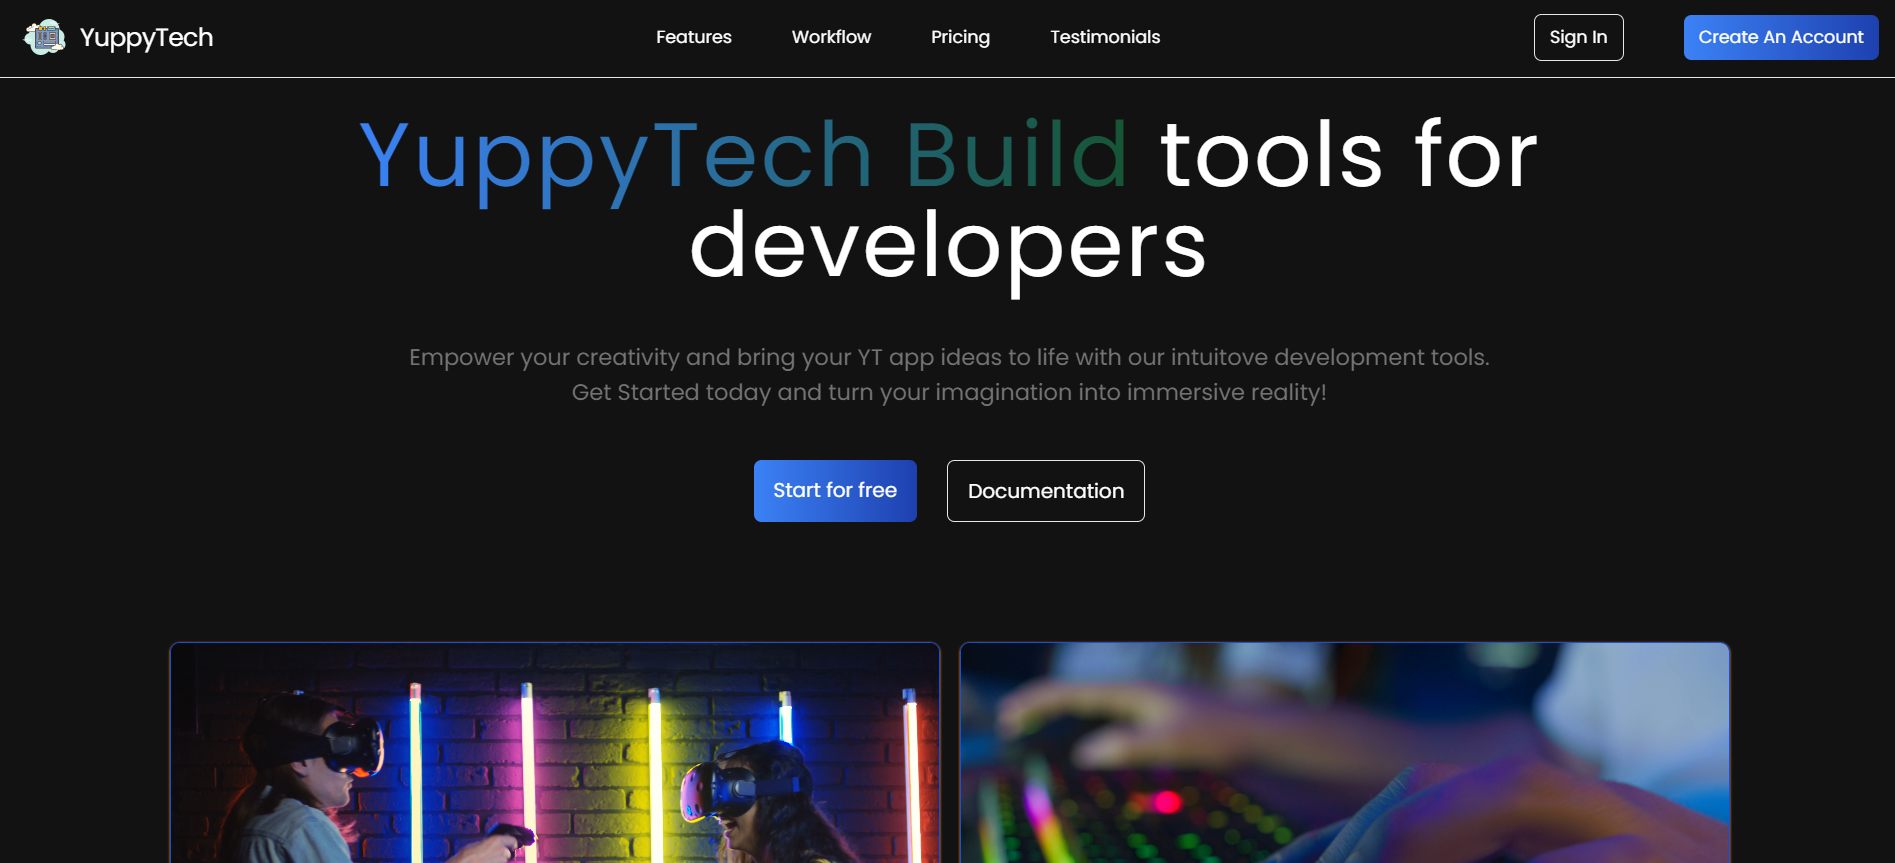 YuppyTech
Features
Workflow
Pricing
Testimonials
Sign In
Create An Account
YuppyTech Build tools for
developers
Empower your creativity and bring your YT app ideas to life with our intuitove development tools.
Get Started today and turn your imagination into immersive reality!
Start for free
Documentation